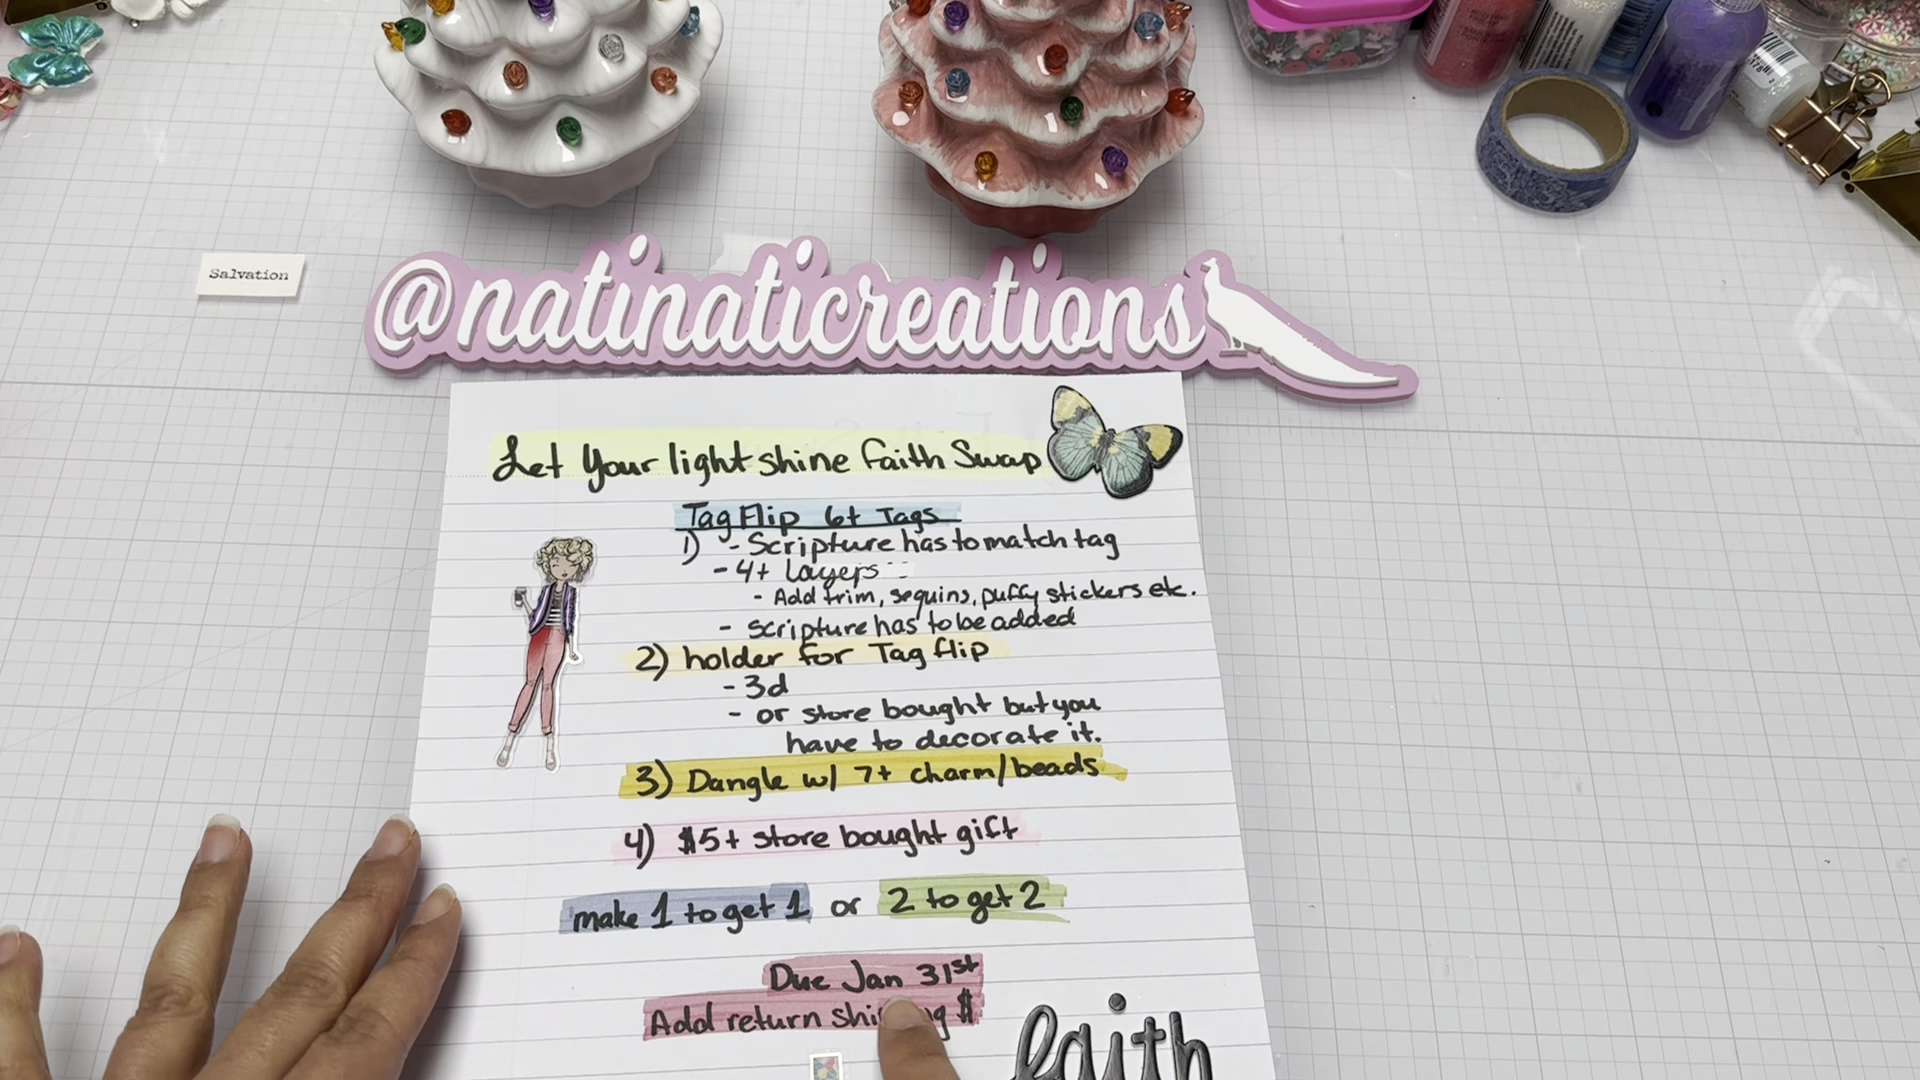 Salvation
@natinaticreations
Let Your light shine faith Swap
Tag Flip 6+ Tags
1) - Scripture has to match tag
- 4+ Layers
- Add trim, sequins, puffy stickers etc.
- scripture has to be added
2) holder for Tag flip
- 3d
- or store bought but you
have to decorate it.
3) Dangle w/ 7+ charm/beads
4) $5+ store bought gift
make 1 to get 1 or 2 to get 2
Due Jan 31st
Add return $
faith